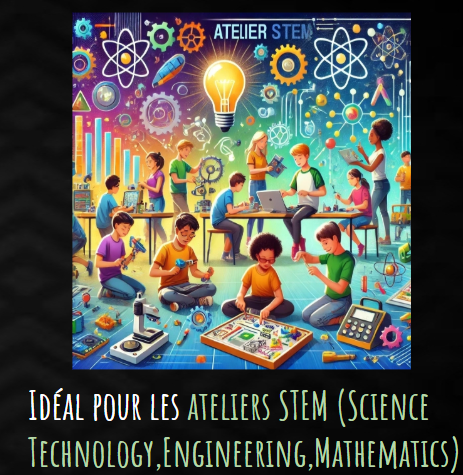 ATELIER STEM
Idéal pour les ateliers STEM (Science
Technology,Engineering,Mathematics)